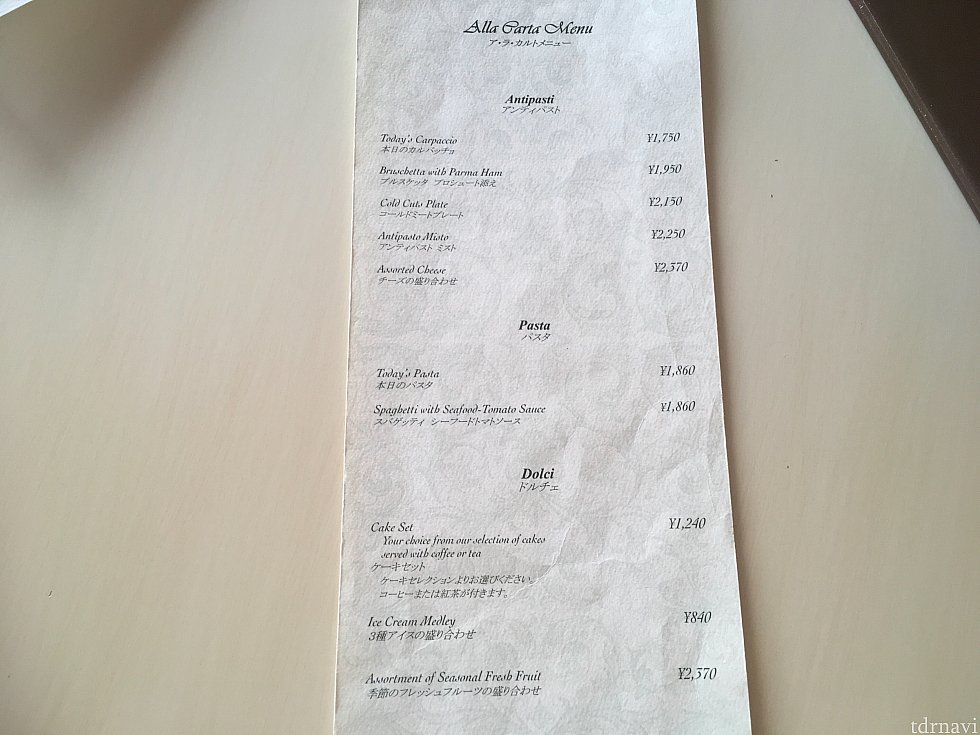 Alla Carta Menu
ア・ラ・カルトメニュー
Antipasti
アンティパスト
Today's Carpaccio ¥1,750
本日のカルパッチョ
Bruschetta with Parma Ham ¥1,950
ブルスケッタ プロシュート添え
Cold Cuts Plate ¥2,150
コールドミートプレート
Antipasto Misto ¥2,250
アンティパスト ミスト
Assorted Cheese ¥2,370
チーズの盛り合わせ
Pasta
パスタ
Today's Pasta ¥1,860
本日のパスタ
Spaghetti with Seafood-Tomato Sauce ¥1,860
スパゲッティ シーフードトマトソース
Dolci
ドルチェ
Cake Set ¥1,240
Your choice from our selection of cakes
served with coffee or tea
ケーキセット
ケーキセレクションよりお選びください。
コーヒーまたは紅茶が付きます。
Ice Cream Medley ¥840
3種アイスの盛り合わせ
Assortment of Seasonal Fresh Fruit ¥2,370
季節のフレッシュフルーツの盛り合わせ
tdrnavi